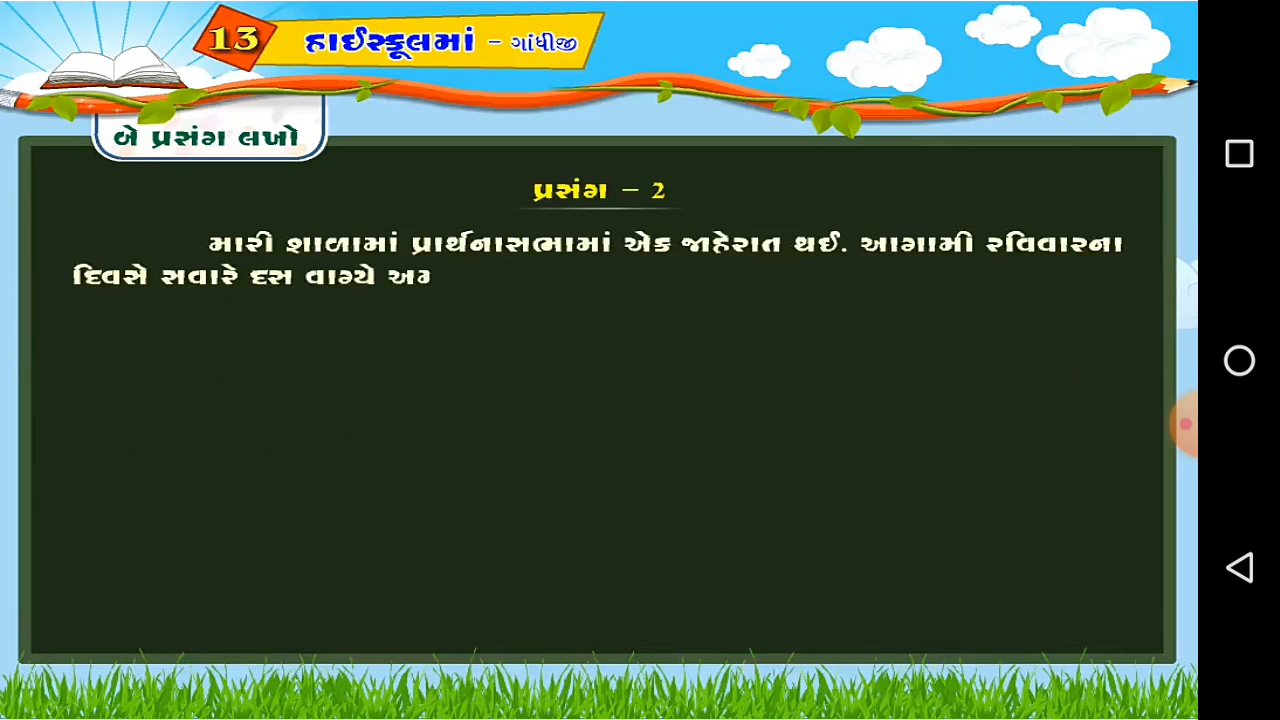 13 હાઈસ્કૂલમાં - ગાંધીજી
બે પ્રસંગ લખો
પ્રસંગ - 2
મારી શાળામાં પ્રાર્થનાસભામાં એક જાહેરાત થઈ. આગામી રવિવારના
દિવસે સવારે દસ વાગ્યે